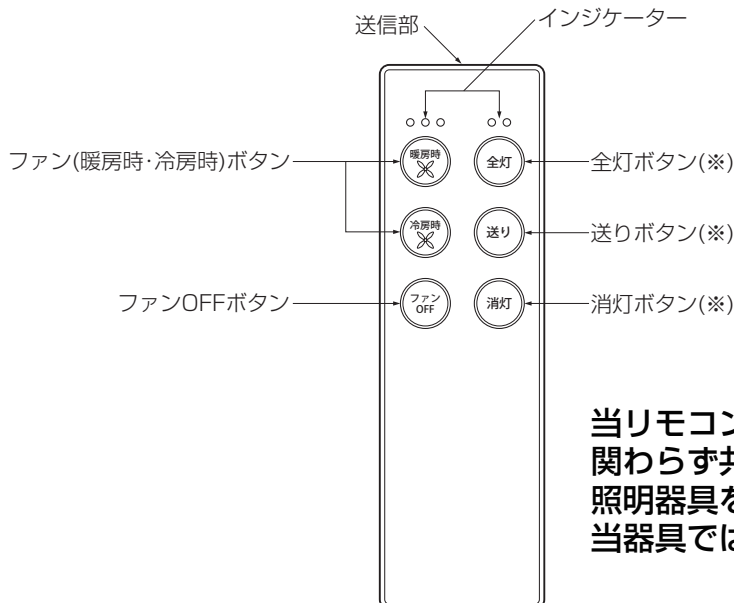 送信部
インジケーター
ファン(暖房時・冷房時)ボタン
暖房時
全灯
全灯ボタン(※)
冷房時
送り
送りボタン(※)
ファンOFFボタン
ファン
OFF
消灯
消灯ボタン(※)
当リモコン
関わらず共
照明器具を
当器具では